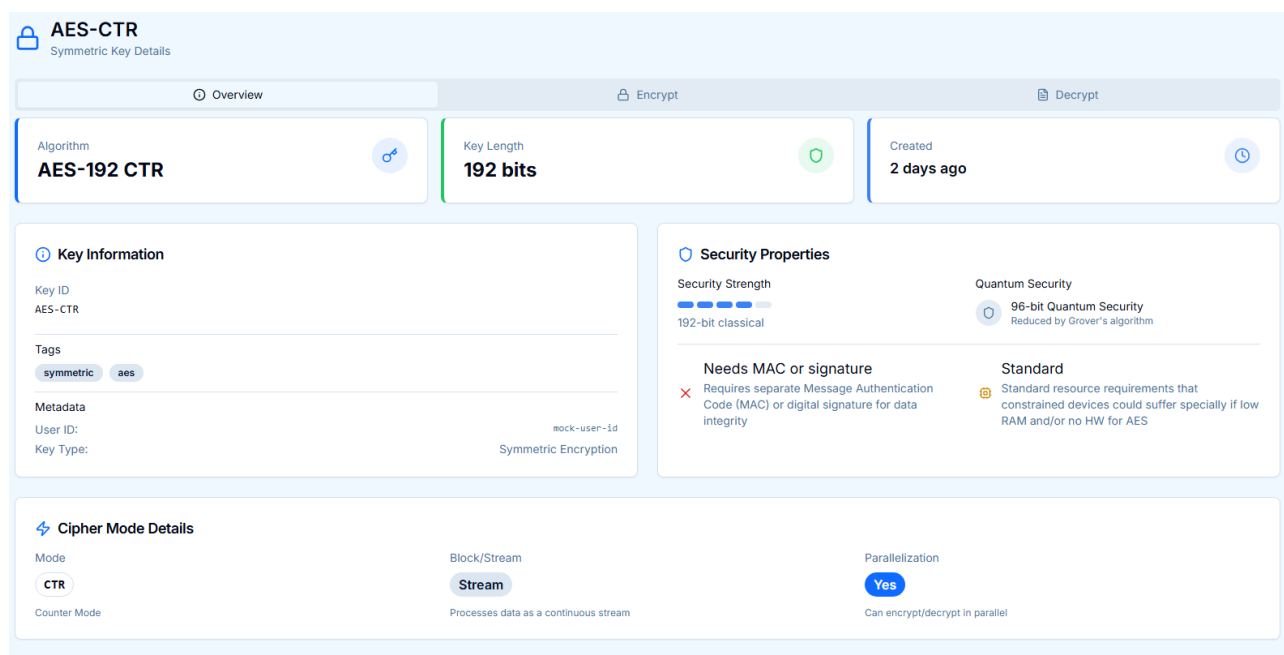 AES-CTR
Symmetric Key Details
Overview
Encrypt
Decrypt
Algorithm
AES-192 CTR
Key Length
192 bits
Created
2 days ago
Key Information
Key ID
AES-CTR
Tags
symmetric aes
Metadata
User ID: mock-user-id
Key Type: Symmetric Encryption
Security Properties
Security Strength
192-bit classical
Quantum Security
96-bit Quantum Security
Reduced by Grover's algorithm
Needs MAC or signature
Requires separate Message Authentication
Code (MAC) or digital signature for data
integrity
Standard
Standard resource requirements that
constrained devices could suffer specially if low
RAM and/or no HW for AES
Cipher Mode Details
Mode
CTR
Counter Mode
Block/Stream
Stream
Processes data as a continuous stream
Parallelization
Yes
Can encrypt/decrypt in parallel